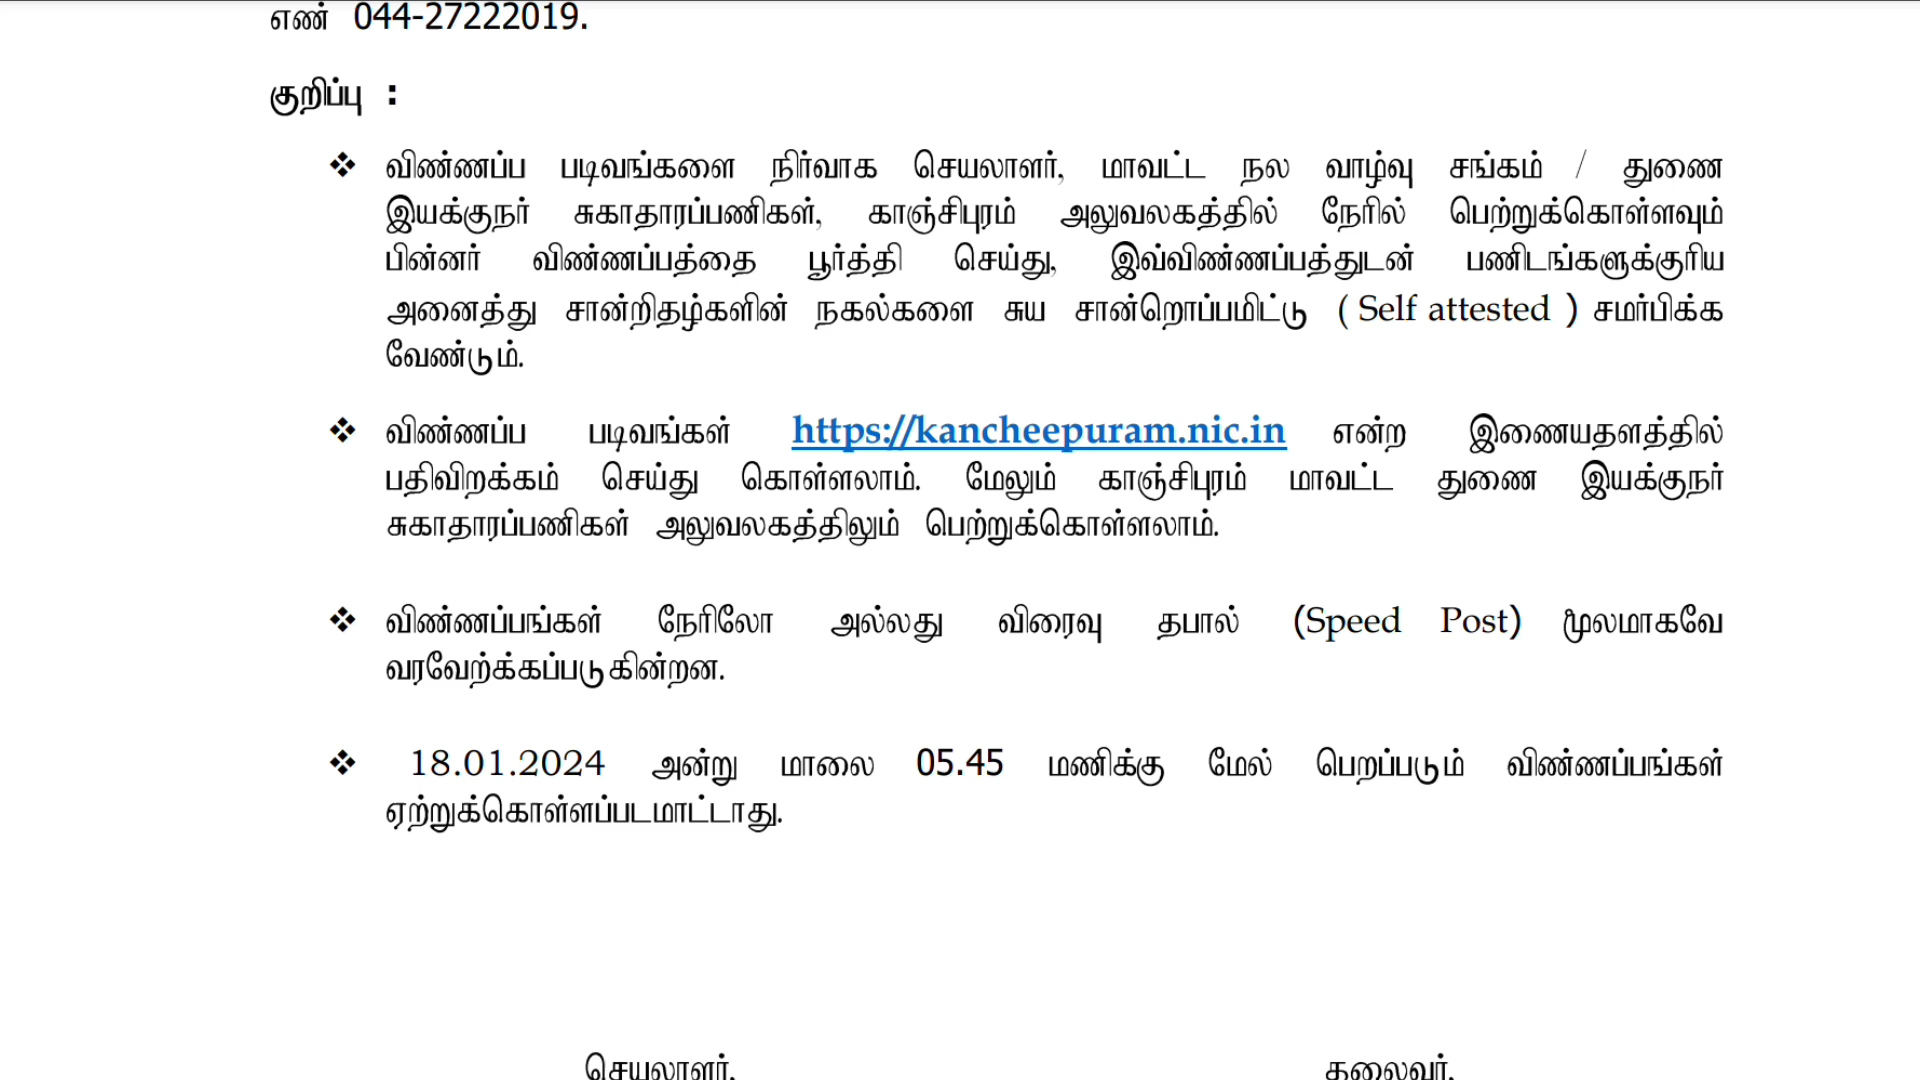 எண் 044-27222019.
குறிப்பு :
❖ விண்ணப்ப படிவங்களை நிர்வாக செயலாளர், மாவட்ட நல வாழ்வு சங்கம் / துணை
இயக்குநர் சுகாதாரப்பணிகள், காஞ்சிபுரம் அலுவலகத்தில் நேரில் பெற்றுக்கொள்ளவும்
பின்னர் விண்ணப்பத்தை பூர்த்தி செய்து, இவ்விண்ணப்பத்துடன் பணிடங்களுக்குரிய
அனைத்து சான்றிதழ்களின் நகல்களை சுய சான்றொப்பமிட்டு ( Self attested ) சமர்பிக்க
வேண்டும்.
❖ விண்ணப்ப படிவங்கள் https://kancheepuram.nic.in என்ற இணையதளத்தில்
பதிவிறக்கம் செய்து கொள்ளலாம். மேலும் காஞ்சிபுரம் மாவட்ட துணை இயக்குநர்
சுகாதாரப்பணிகள் அலுவலகத்திலும் பெற்றுக்கொள்ளலாம்.
❖ விண்ணப்பங்கள் நேரிலோ அல்லது விரைவு தபால் (Speed Post) மூலமாகவே
வரவேற்க்கப்படுகின்றன.
❖ 18.01.2024 அன்று மாலை 05.45 மணிக்கு மேல் பெறப்படும் விண்ணப்பங்கள்
ஏற்றுக்கொள்ளப்படமாட்டாது.
செயலாளர், தலைவர்,